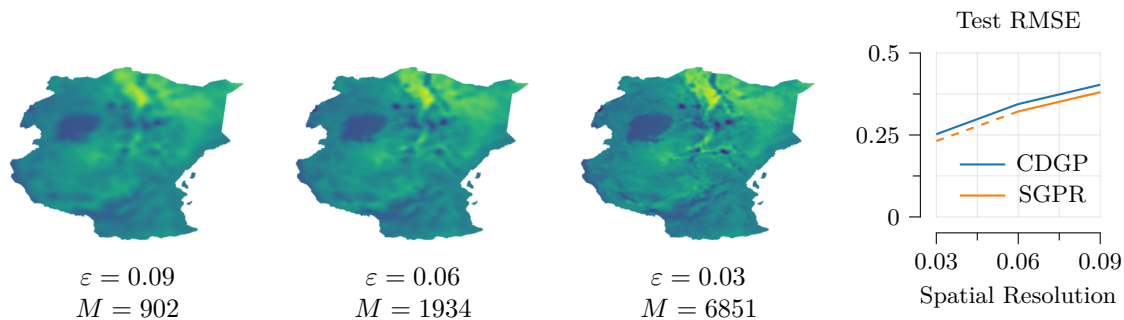 ε = 0.09
M = 902
ε = 0.06
M = 1934
ε = 0.03
M = 6851
Test RMSE
0.5
0.25
0
CDGP
SGPR
0.03 0.06 0.09
Spatial Resolution